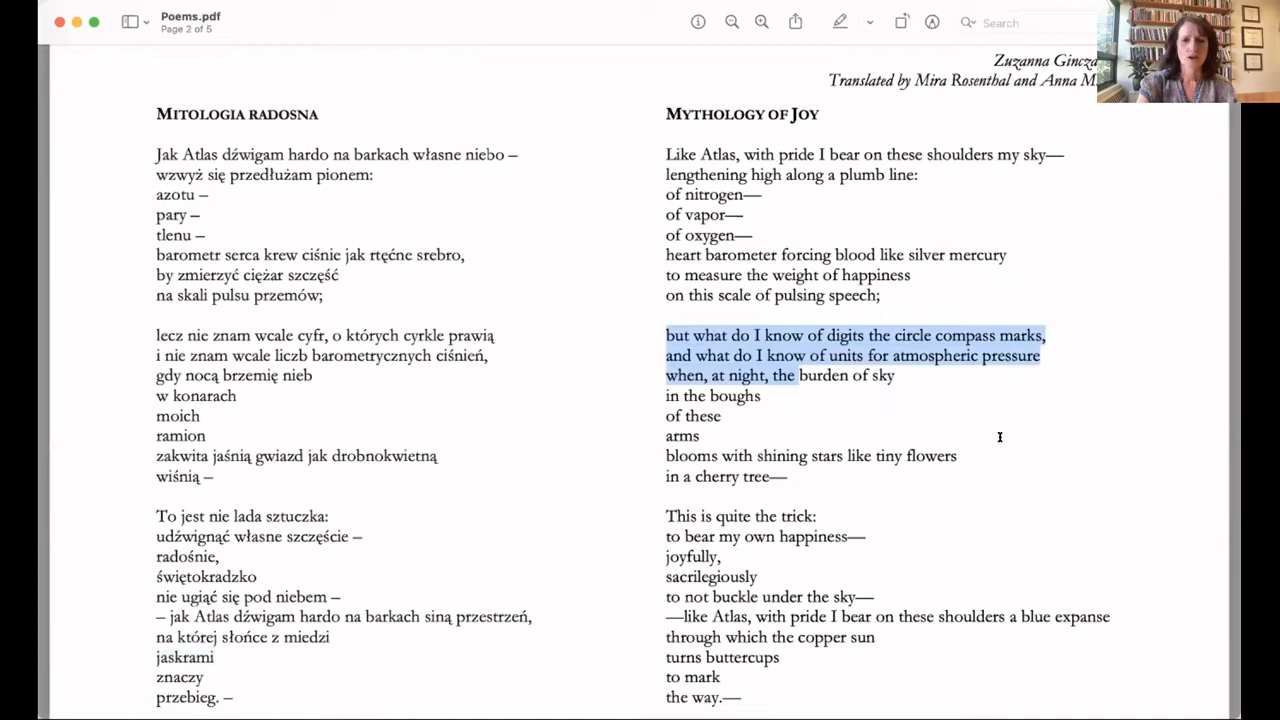 Poems.pdf
Page 2 of 5
Search
Zuzanna
Translated by Mira Rosenthal and Anna
MITOLOGIA RADOSNA
Jak Atlas dźwigam hardo na barkach własne niebo –
wzwyż się przedłużam pionem:
azotu –
pary –
tlenu –
barometr serca krew ciśnie jak rtęćne srebro,
by zmierzyć ciężar szczęść
na skali pulsu przemów;
lecz nie znam wcale cyfr, o których cyrkle prawią
i nie znam wcale liczb barometrycznych ciśnień,
gdy nocą brzemię nieb
w konarach
moich
ramion
zakwita jaśnią gwiazd jak drobnokwietną
wiśnią –
To jest nie lada sztuczka:
udźwignąć własne szczęście –
radośnie,
świętokradzko
nie ugiąć się pod niebem –
– jak Atlas dźwigam hardo na barkach siną przestrzeń,
na której słońce z miedzi
jaskrami
znaczy
przebieg. –
MYTHOLOGY OF JOY
Like Atlas, with pride I bear on these shoulders my sky—
lengthening high along a plumb line:
of nitrogen—
of vapor—
of oxygen—
heart barometer forcing blood like silver mercury
to measure the weight of happiness
on this scale of pulsing speech;
but what do I know of digits the circle compass marks,
and what do I know of units for atmospheric pressure
when, at night, the burden of sky
in the boughs
of these
arms
blooms with shining stars like tiny flowers
in a cherry tree—
This is quite the trick:
to bear my own happiness—
joyfully,
sacrilegiously
to not buckle under the sky—
—like Atlas, with pride I bear on these shoulders a blue expanse
through which the copper sun
turns buttercups
to mark
the way.—